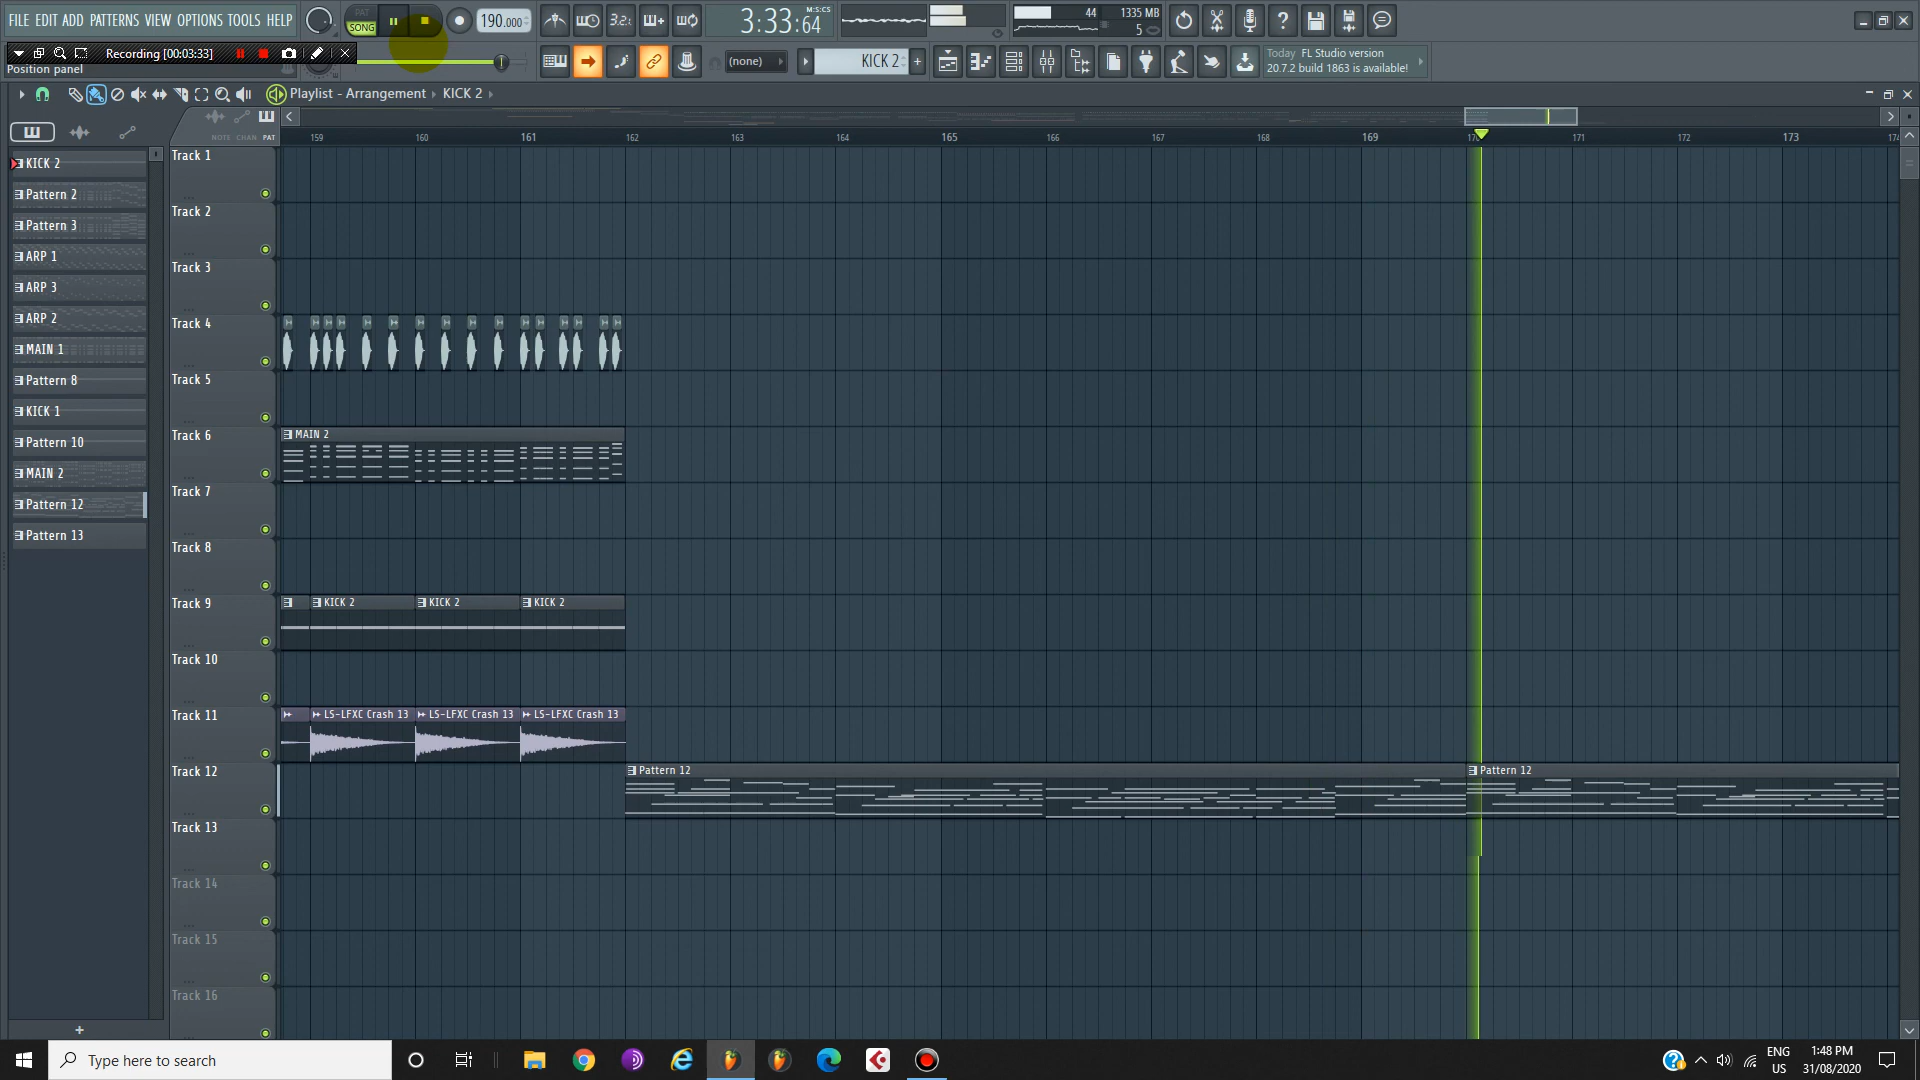 FILE EDIT ADD PATTERNS VIEW OPTIONS TOOLS HELP
PAT
SONG
190.000
3.2.
3:33:64
M:S:CS
44
1335 MB
5
Recording [00:03:33]
Position panel
(none)
KICK 2
+
Today FL Studio version
20.7.2 build 1863 is available!
Playlist - Arrangement
KICK 2
NOTE CHAN PAT
159
160
161
162
163
164
165
166
167
168
169
171
172
173
KICK 2
Pattern 2
Pattern 3
ARP 1
ARP 3
ARP 2
MAIN 1
Pattern 8
KICK 1
Pattern 10
MAIN 2
Pattern 12
Pattern 13
+
Track 1
Track 2
Track 3
Track 4
Track 5
Track 6
MAIN 2
Track 7
Track 8
Track 9
KICK 2
KICK 2
KICK 2
Track 10
Track 11
LS-LFXC Crash 13
LS-LFXC Crash 13
LS-LFXC Crash 13
Track 12
Pattern 12
Pattern 12
Track 13
Track 14
Track 15
Track 16
Type here to search
ENG
US
1:48 PM
31/08/2020